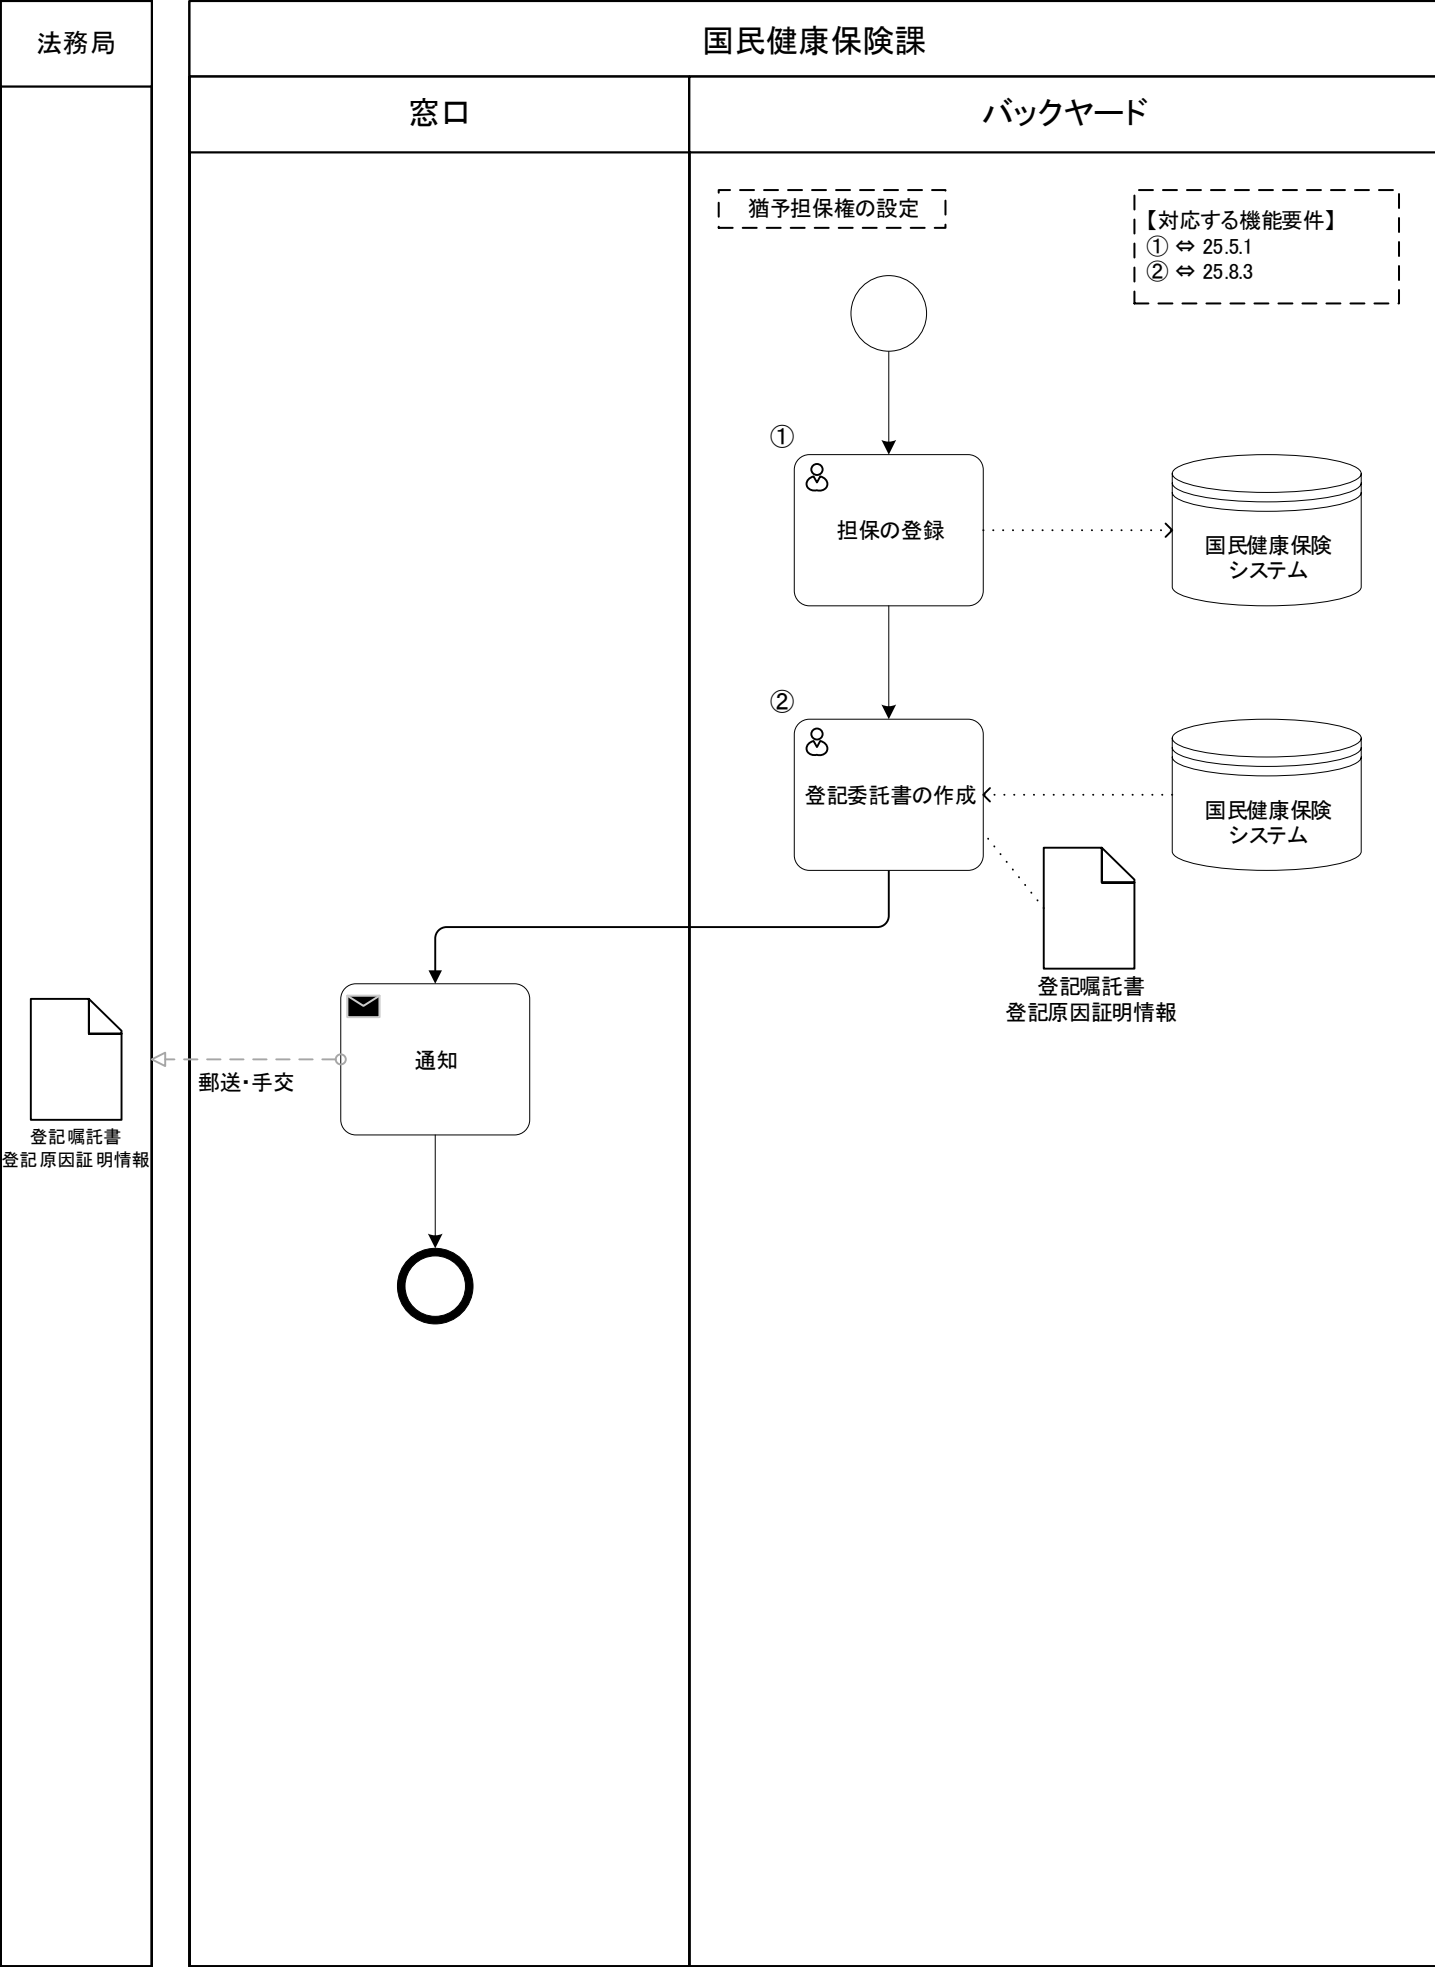 法務局
国民健康保険課
窓口
バックヤード
猶予担保権の設定
【対応する機能要件】
① ⇔ 25.5.1
② ⇔ 25.8.3
①
担保の登録
国民健康保険
システム
②
登記委託書の作成
国民健康保険
システム
登記嘱託書
登記原因証明情報
通知
郵送・手交
登記嘱託書
登記原因証明情報